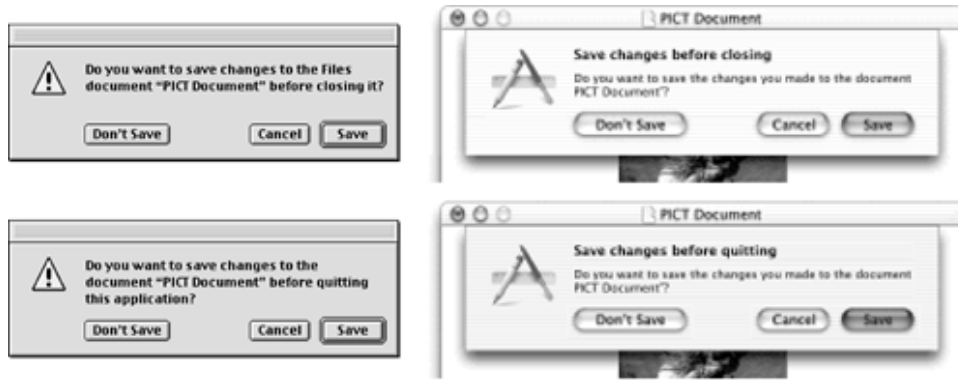 Do you want to save changes to the Files
document “PICT Document” before closing it?
Don't Save
Cancel
Save
PICT Document
Save changes before closing
Do you want to save the changes you made to the document
PICT Document"?
Don't Save
Cancel
Save
Do you want to save changes to the
document “PICT Document” before quitting
this application?
Don't Save
Cancel
Save
PICT Document
Save changes before quitting
Do you want to save the changes you made to the document
PICT Document"?
Don't Save
Cancel
Save